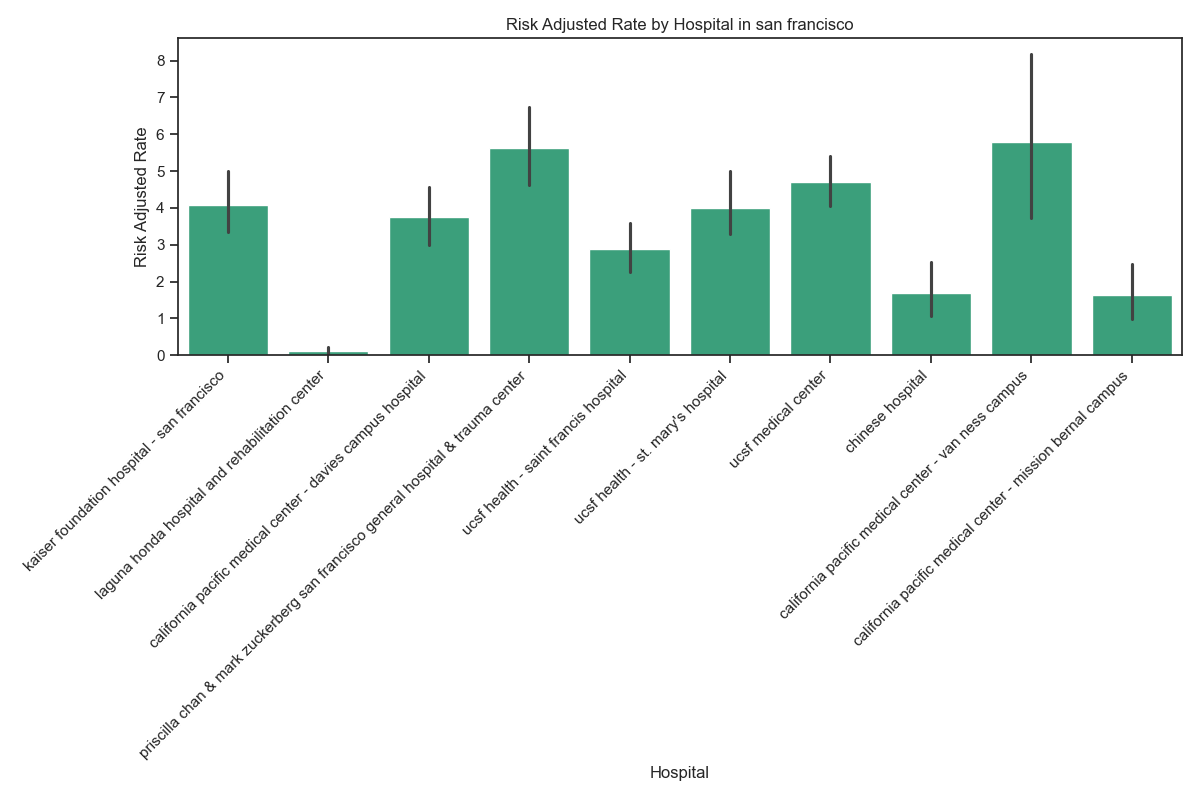 Risk Adjusted Rate by Hospital in san francisco
Risk Adjusted Rate
8
7
6
5
4
3
2
1
0
kaiser foundation hospital - san francisco
laguna honda hospital and rehabilitation center
california pacific medical center - davies campus hospital
priscilla chan & mark zuckerberg san francisco general hospital & trauma center
ucsf health - saint francis hospital
ucsf health - st. mary's hospital
ucsf medical center
chinese hospital
california pacific medical center - van ness campus
california pacific medical center - mission bernal campus
Hospital